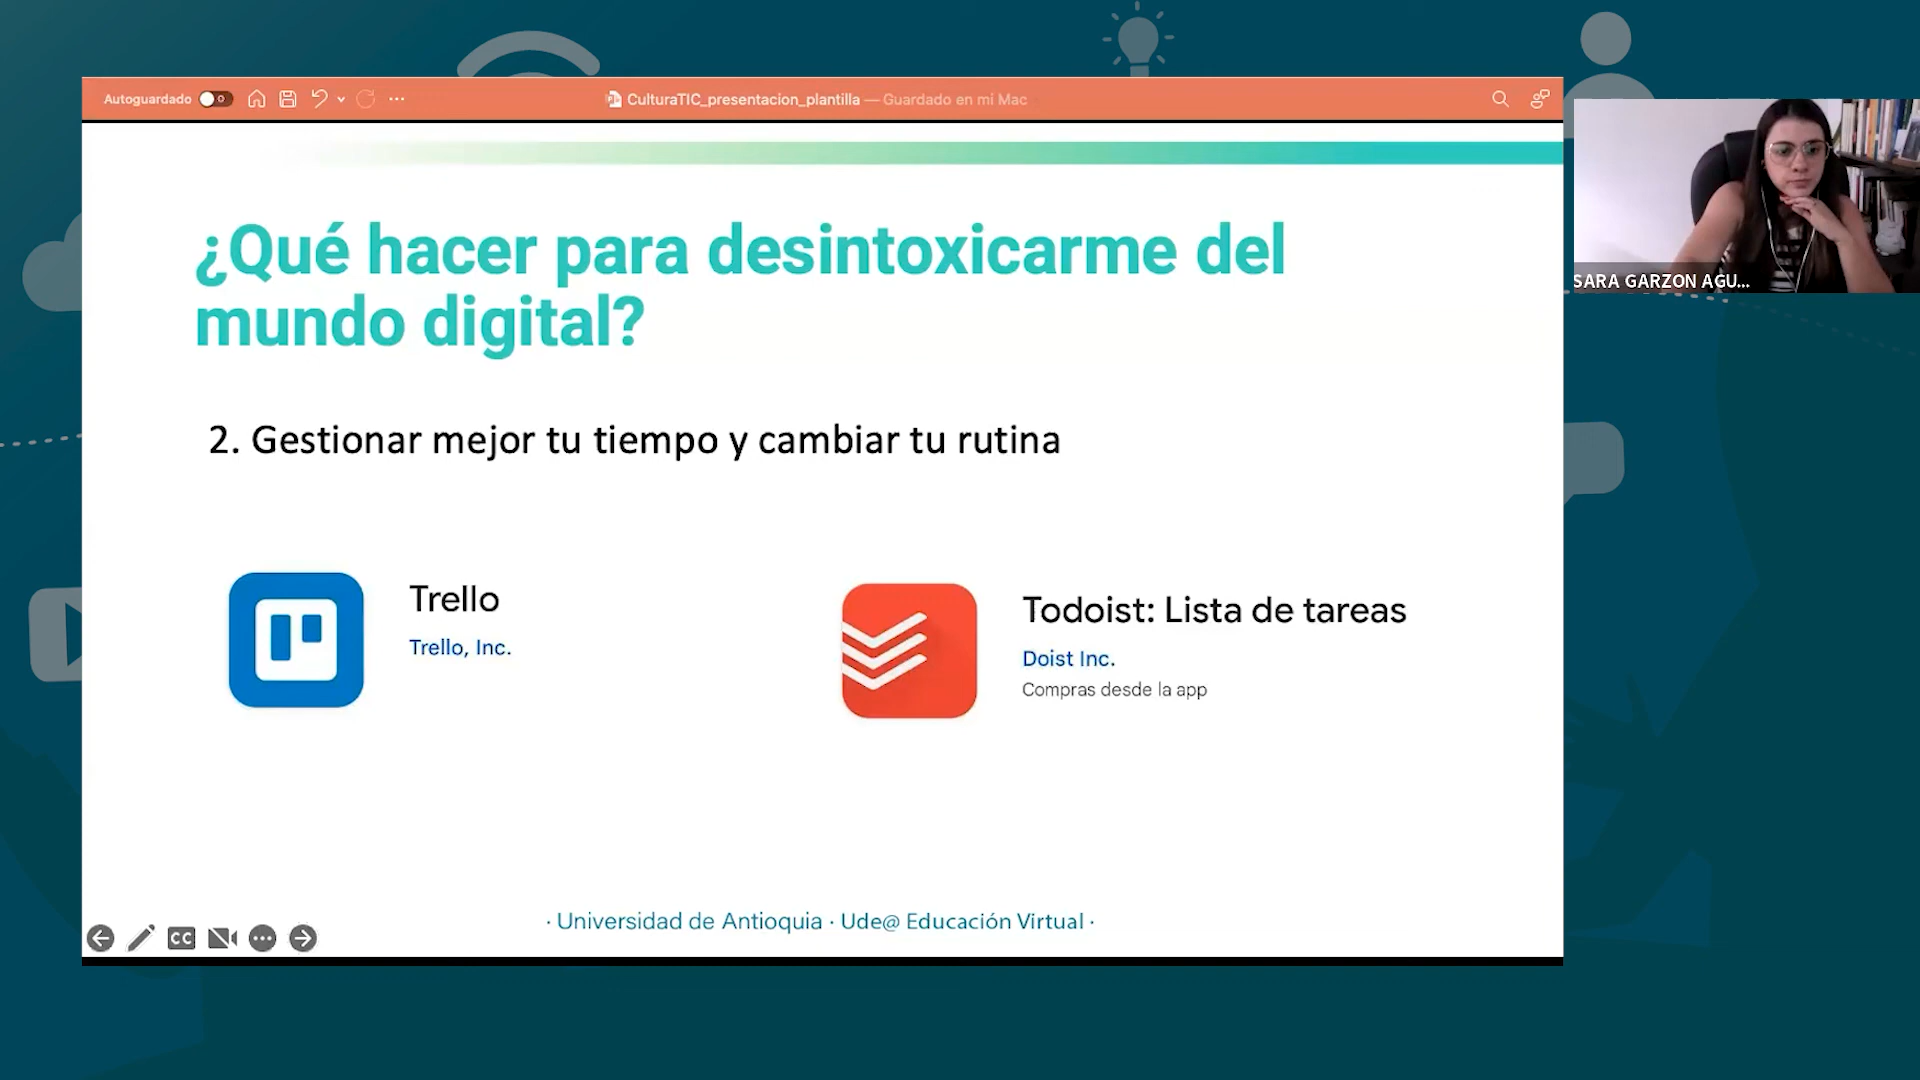 Autoguardado
CulturaTIC_presentacion_plantilla — Guardado en mi Mac
¿Qué hacer para desintoxicarme del
mundo digital?
2. Gestionar mejor tu tiempo y cambiar tu rutina
Trello
Trello, Inc.
Todoist: Lista de tareas
Doist Inc.
Compras desde la app
· Universidad de Antioquia · Ude@ Educación Virtual ·
CC
SARA GARZON AGU...